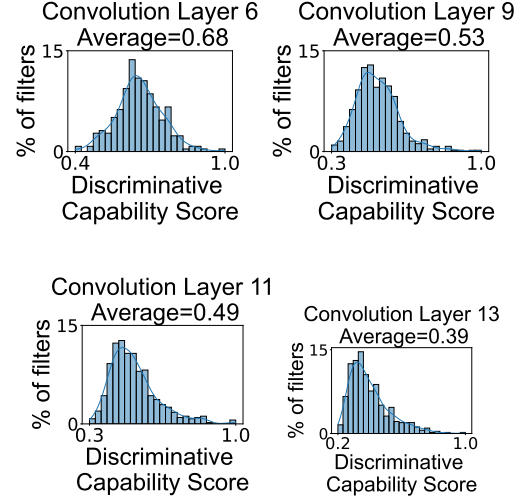 Convolution Layer 6
Average=0.68
15
% of filters
0
0.4
1.0
Discriminative
Capability Score
Convolution Layer 9
Average=0.53
15
% of filters
0
0.3
1.0
Discriminative
Capability Score
Convolution Layer 11
Average=0.49
15
% of filters
0
0.3
1.0
Discriminative
Capability Score
Convolution Layer 13
Average=0.39
15
% of filters
0
0.2
1.0
Discriminative
Capability Score